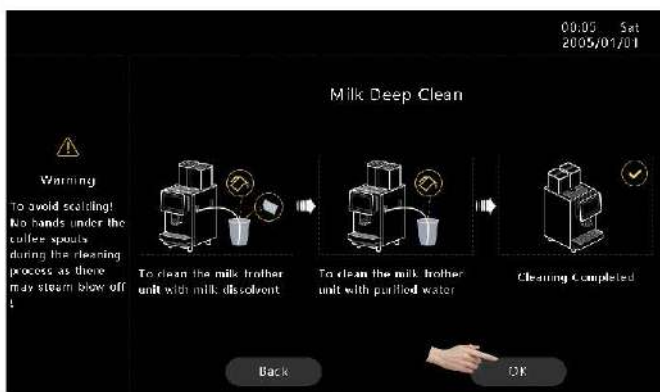 00:05 Sat
2005/01/01
Milk Deep Clean
Warning
To avoid scalding!
No hands under the
coffee spouts
during the cleaning
process as there
may steam blow off
!
To clean the milk frother
unit with milk dissolvent
To clean the milk frother
unit with purified water
Cleaning Completed
Back
OK